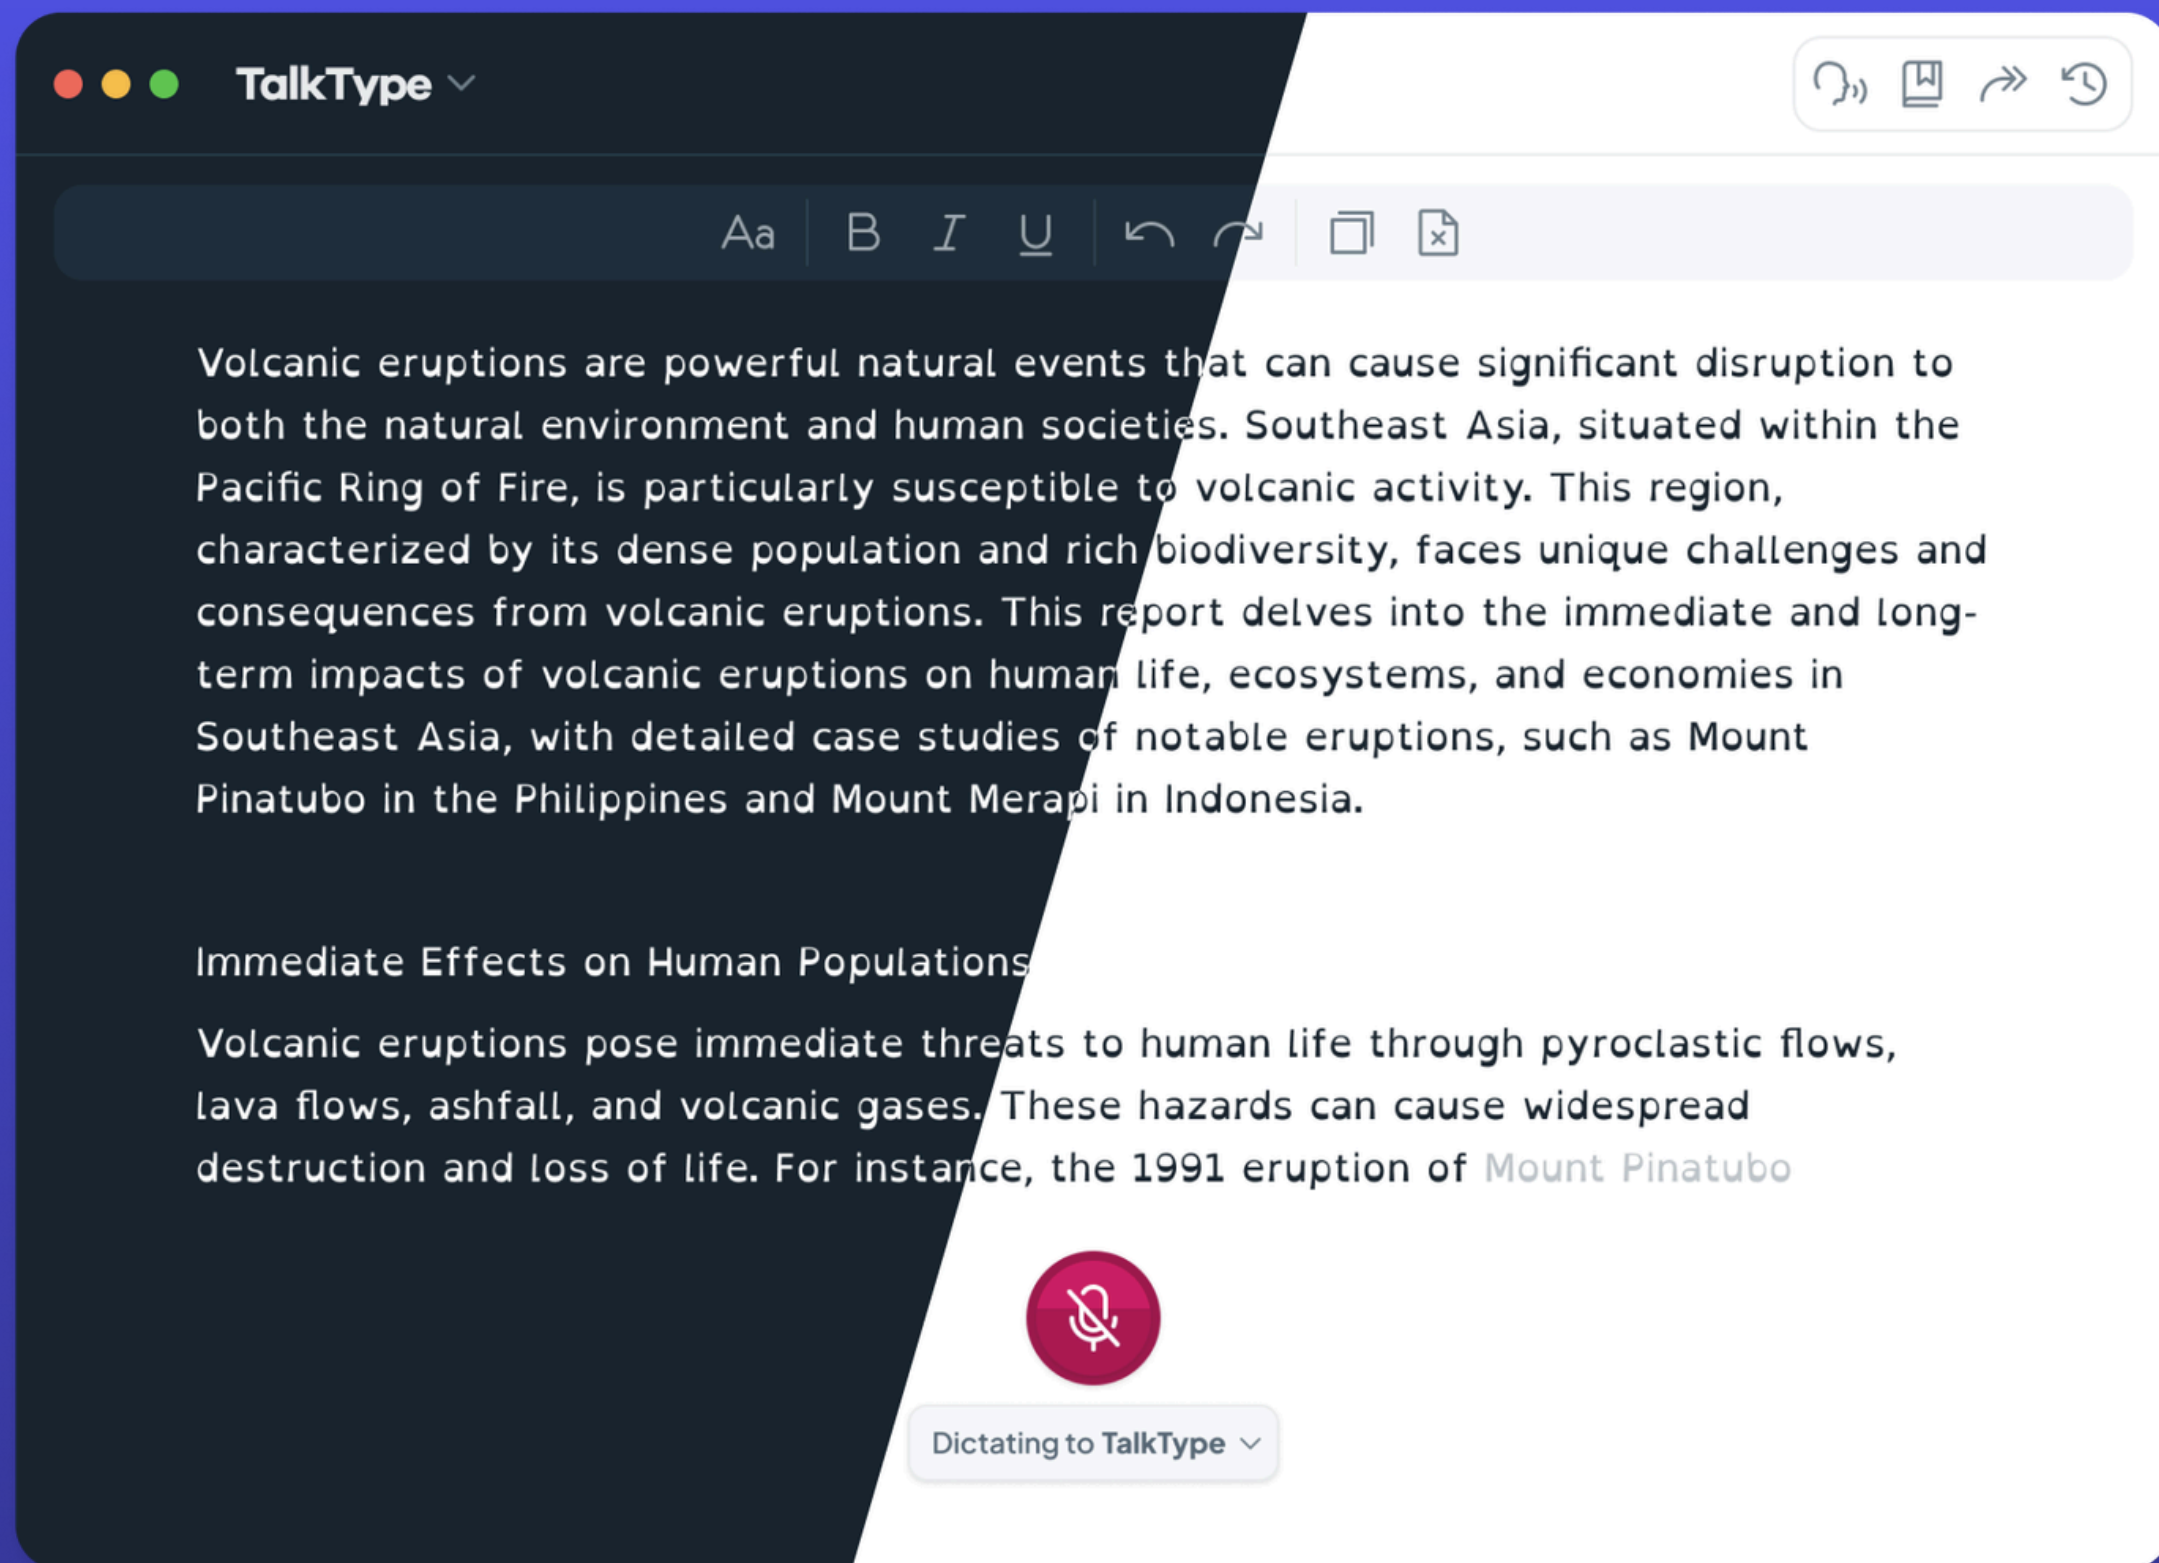 TalkType
Aa B I U
Volcanic eruptions are powerful natural events that can cause significant disruption to
both the natural environment and human societies. Southeast Asia, situated within the
Pacific Ring of Fire, is particularly susceptible to volcanic activity. This region,
characterized by its dense population and rich biodiversity, faces unique challenges and
consequences from volcanic eruptions. This report delves into the immediate and long-
term impacts of volcanic eruptions on human life, ecosystems, and economies in
Southeast Asia, with detailed case studies of notable eruptions, such as Mount
Pinatubo in the Philippines and Mount Merapi in Indonesia.
Immediate Effects on Human Populations
Volcanic eruptions pose immediate threats to human life through pyroclastic flows,
lava flows, ashfall, and volcanic gases. These hazards can cause widespread
destruction and loss of life. For instance, the 1991 eruption of Mount Pinatubo
Dictating to TalkType